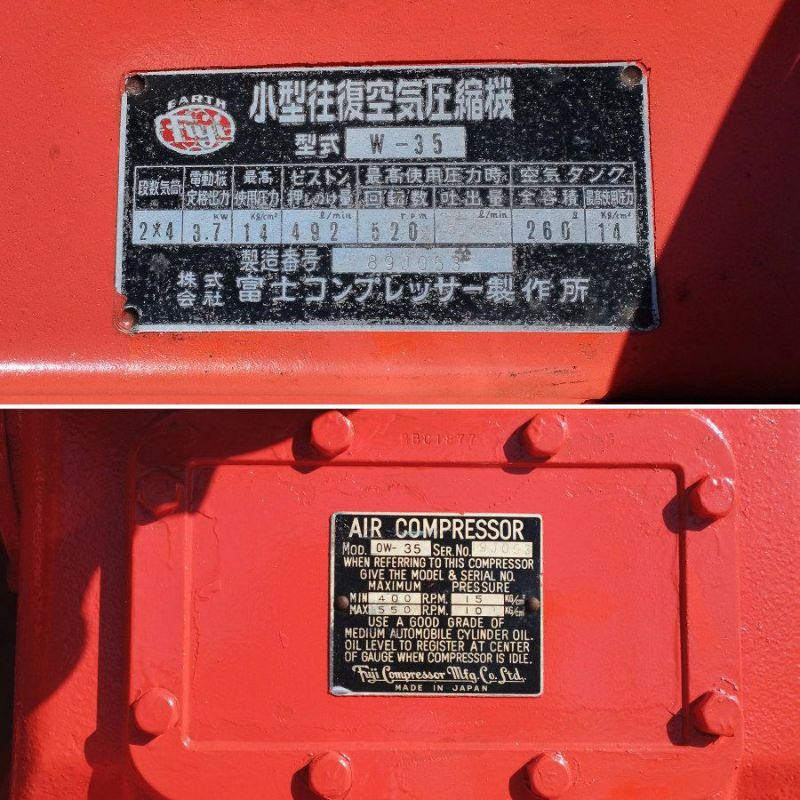 EARTH
Fuji
小型往復空気圧縮機
型式 W-35
段数気筒 電動機定格出力 最高使用圧力 ピストン押しのけ量 最高使用圧力時 回転数 吐出量 空気タンク 全容積 最高使用圧力
KW Kg/cm² ℓ/min r.p.m ℓ/min ℓ Kg/cm²
2×4 3.7 14 492 520 260 14
製造番号 89J053
株式会社 富士コンプレッサー製作所
ABC1877
AIR COMPRESSOR
MOD. OW-35 SER. NO. 9J053
WHEN REFERRING TO THIS COMPRESSOR
GIVE THE MODEL & SERIAL NO.
MAXIMUM PRESSURE
MIN 400 R.P.M. 15 KG/cm²
MAX 550 R.P.M. 10 KG/cm²
USE A GOOD GRADE OF
MEDIUM AUTOMOBILE CYLINDER OIL.
OIL LEVEL TO REGISTER AT CENTER
OF GAUGE WHEN COMPRESSOR IS IDLE.
Fuji Compressor Mfg. Co. Ltd.
MADE IN JAPAN